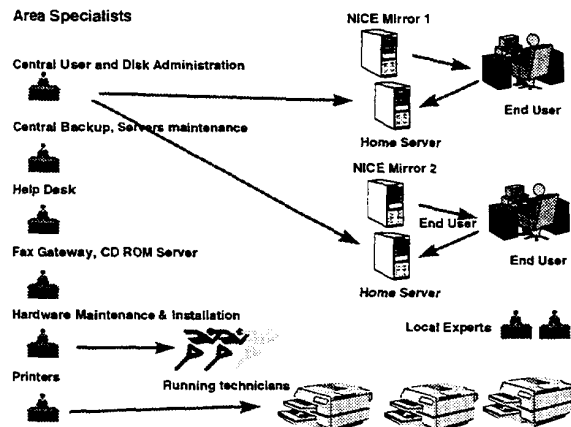 Area Specialists
NICE Mirror 1
Central User and Disk Administration
End User
Central Backup, Servers maintenance
Home Server
NICE Mirror 2
Help Desk
End User
Fax Gateway, CD ROM Server
End User
Home Server
Hardware Maintenance & Installation
Local Experts
Printers
Running technicians